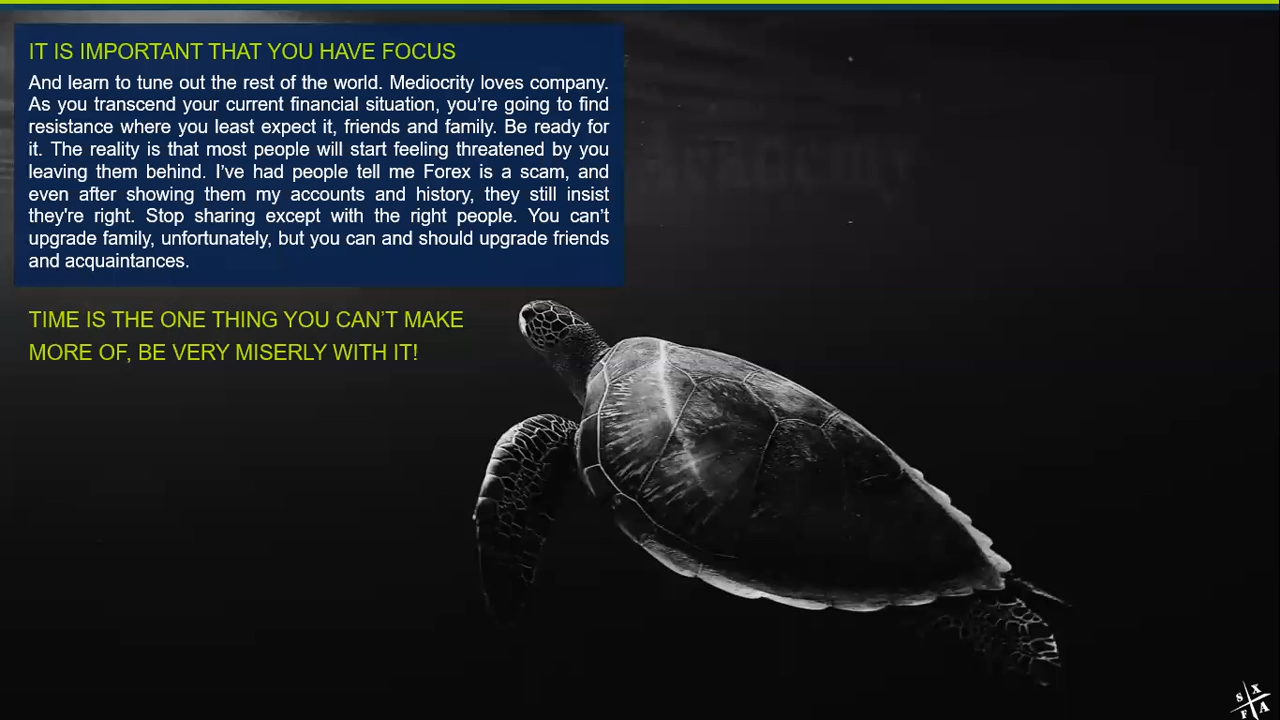 IT IS IMPORTANT THAT YOU HAVE FOCUS
And learn to tune out the rest of the world. Mediocrity loves company.
As you transcend your current financial situation, you're going to find
resistance where you least expect it, friends and family. Be ready for
it. The reality is that most people will start feeling threatened by you
leaving them behind. I've had people tell me Forex is a scam, and
even after showing them my accounts and history, they still insist
they're right. Stop sharing except with the right people. You can't
upgrade family, unfortunately, but you can and should upgrade friends
and acquaintances.
TIME IS THE ONE THING YOU CAN'T MAKE
MORE OF, BE VERY MISERLY WITH IT!
Academy
S X
F A